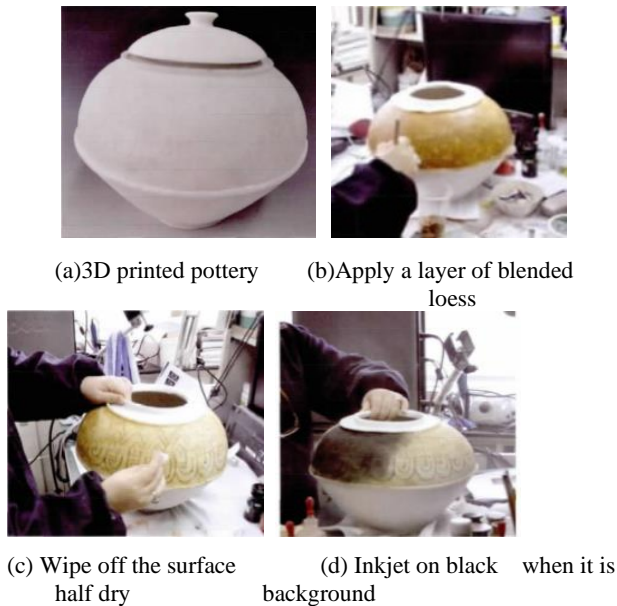 (a)3D printed pottery (b)Apply a layer of blended
loess
(c) Wipe off the surface (d) Inkjet on black when it is
half dry background